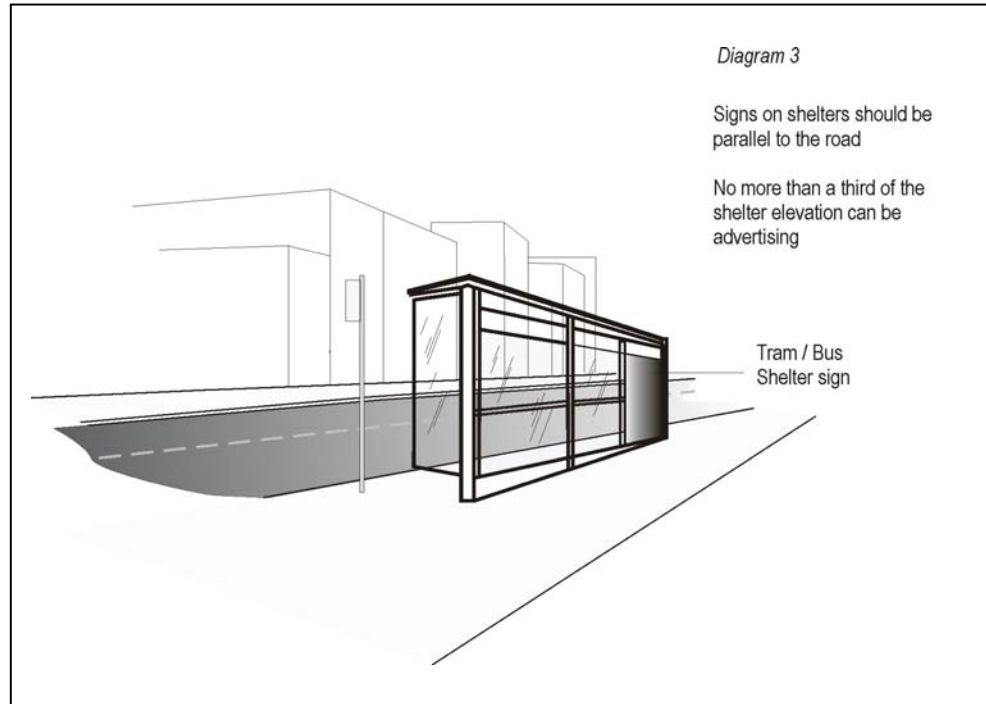 Diagram 3
Signs on shelters should be
parallel to the road
No more than a third of the
shelter elevation can be
advertising
Tram / Bus
Shelter sign